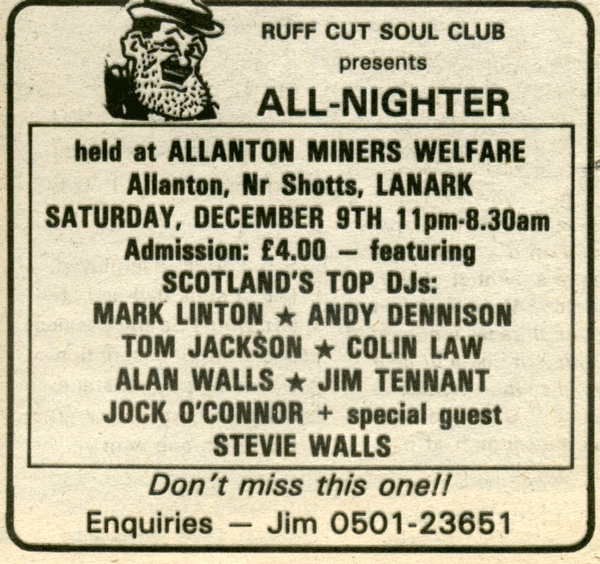 RUFF CUT SOUL CLUB
presents
ALL-NIGHTER
held at ALLANTON MINERS WELFARE
Allanton, Nr Shotts, LANARK
SATURDAY, DECEMBER 9TH 11pm-8.30am
Admission: £4.00 — featuring
SCOTLAND'S TOP DJs:
MARK LINTON ★ ANDY DENNISON
TOM JACKSON ★ COLIN LAW
ALAN WALLS ★ JIM TENNANT
JOCK O'CONNOR + special guest
STEVIE WALLS
Don't miss this one!!
Enquiries — Jim 0501-23651